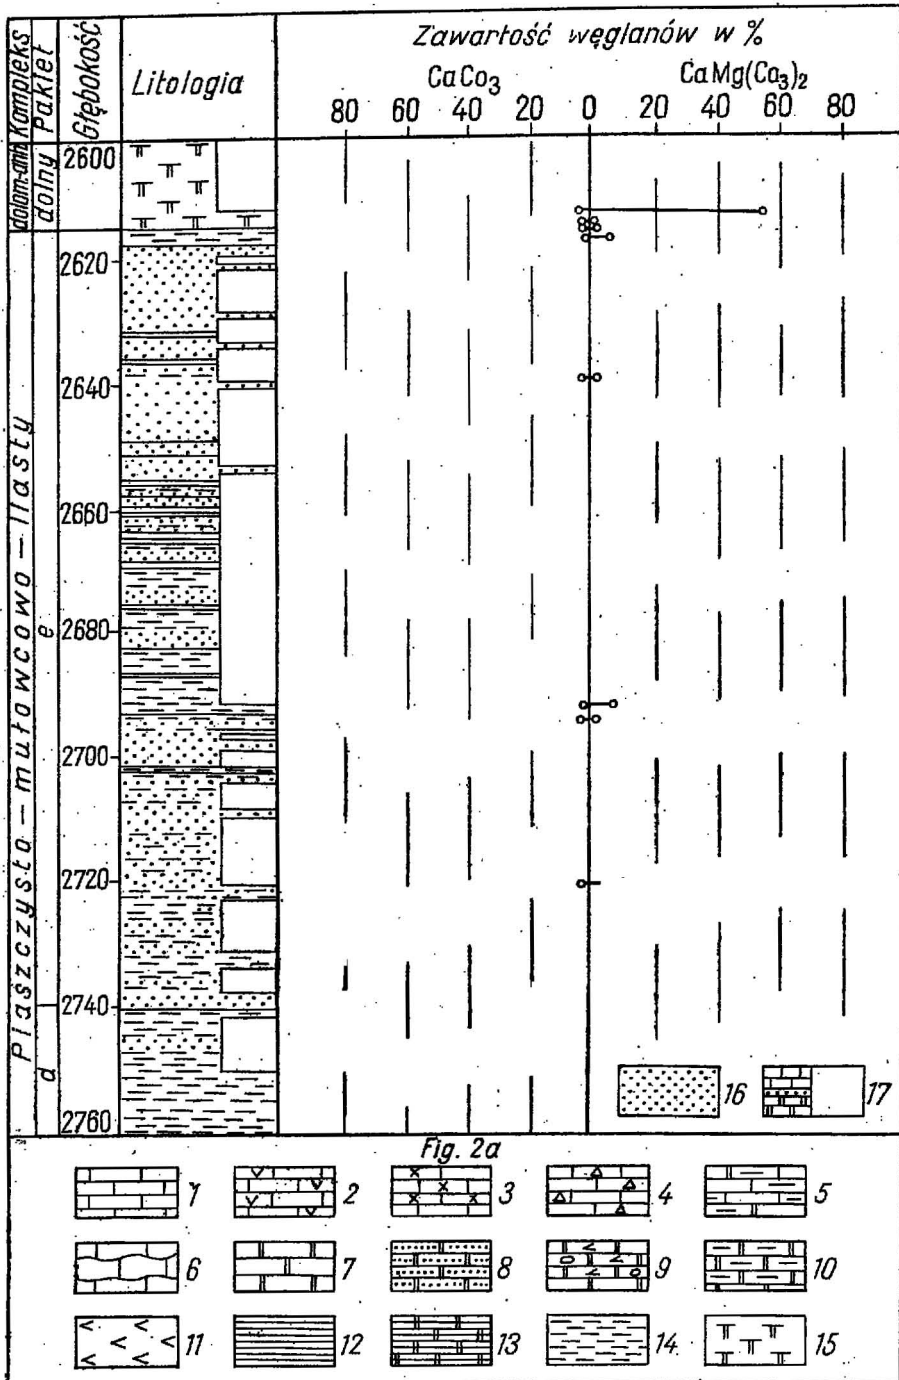 Zawartość węglanów w %
Kompleks
Pakiet
Głębokość
Litologia
CaCo3
CaMg(Co3)2
80 60 40 20 0 20 40 60 80
dolom-anh
dolny
2600
2620
2640
2660
2680
2700
2720
2740
2760
Piaszczysto - mułowcowo - ilasty
e
d
16 17
Fig. 2a
1 2 3 4 5
6 7 8 9 10
11 12 13 14 15